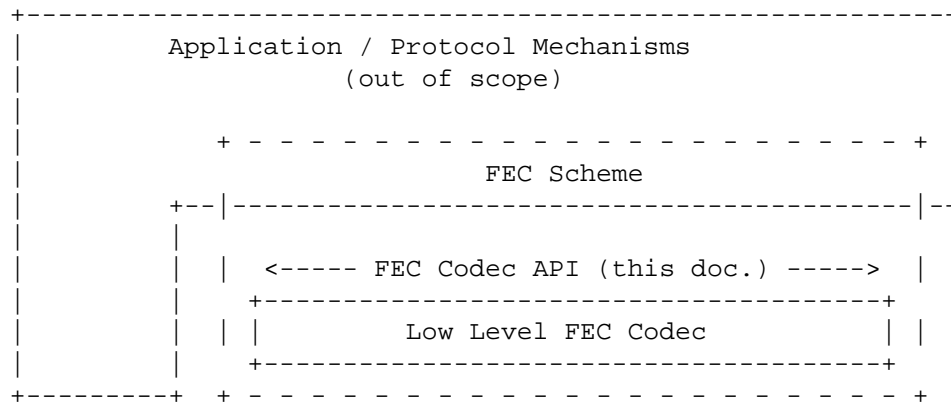 Application / Protocol Mechanisms
(out of scope)
FEC Scheme
<----- FEC Codec API (this doc.) ----->
Low Level FEC Codec